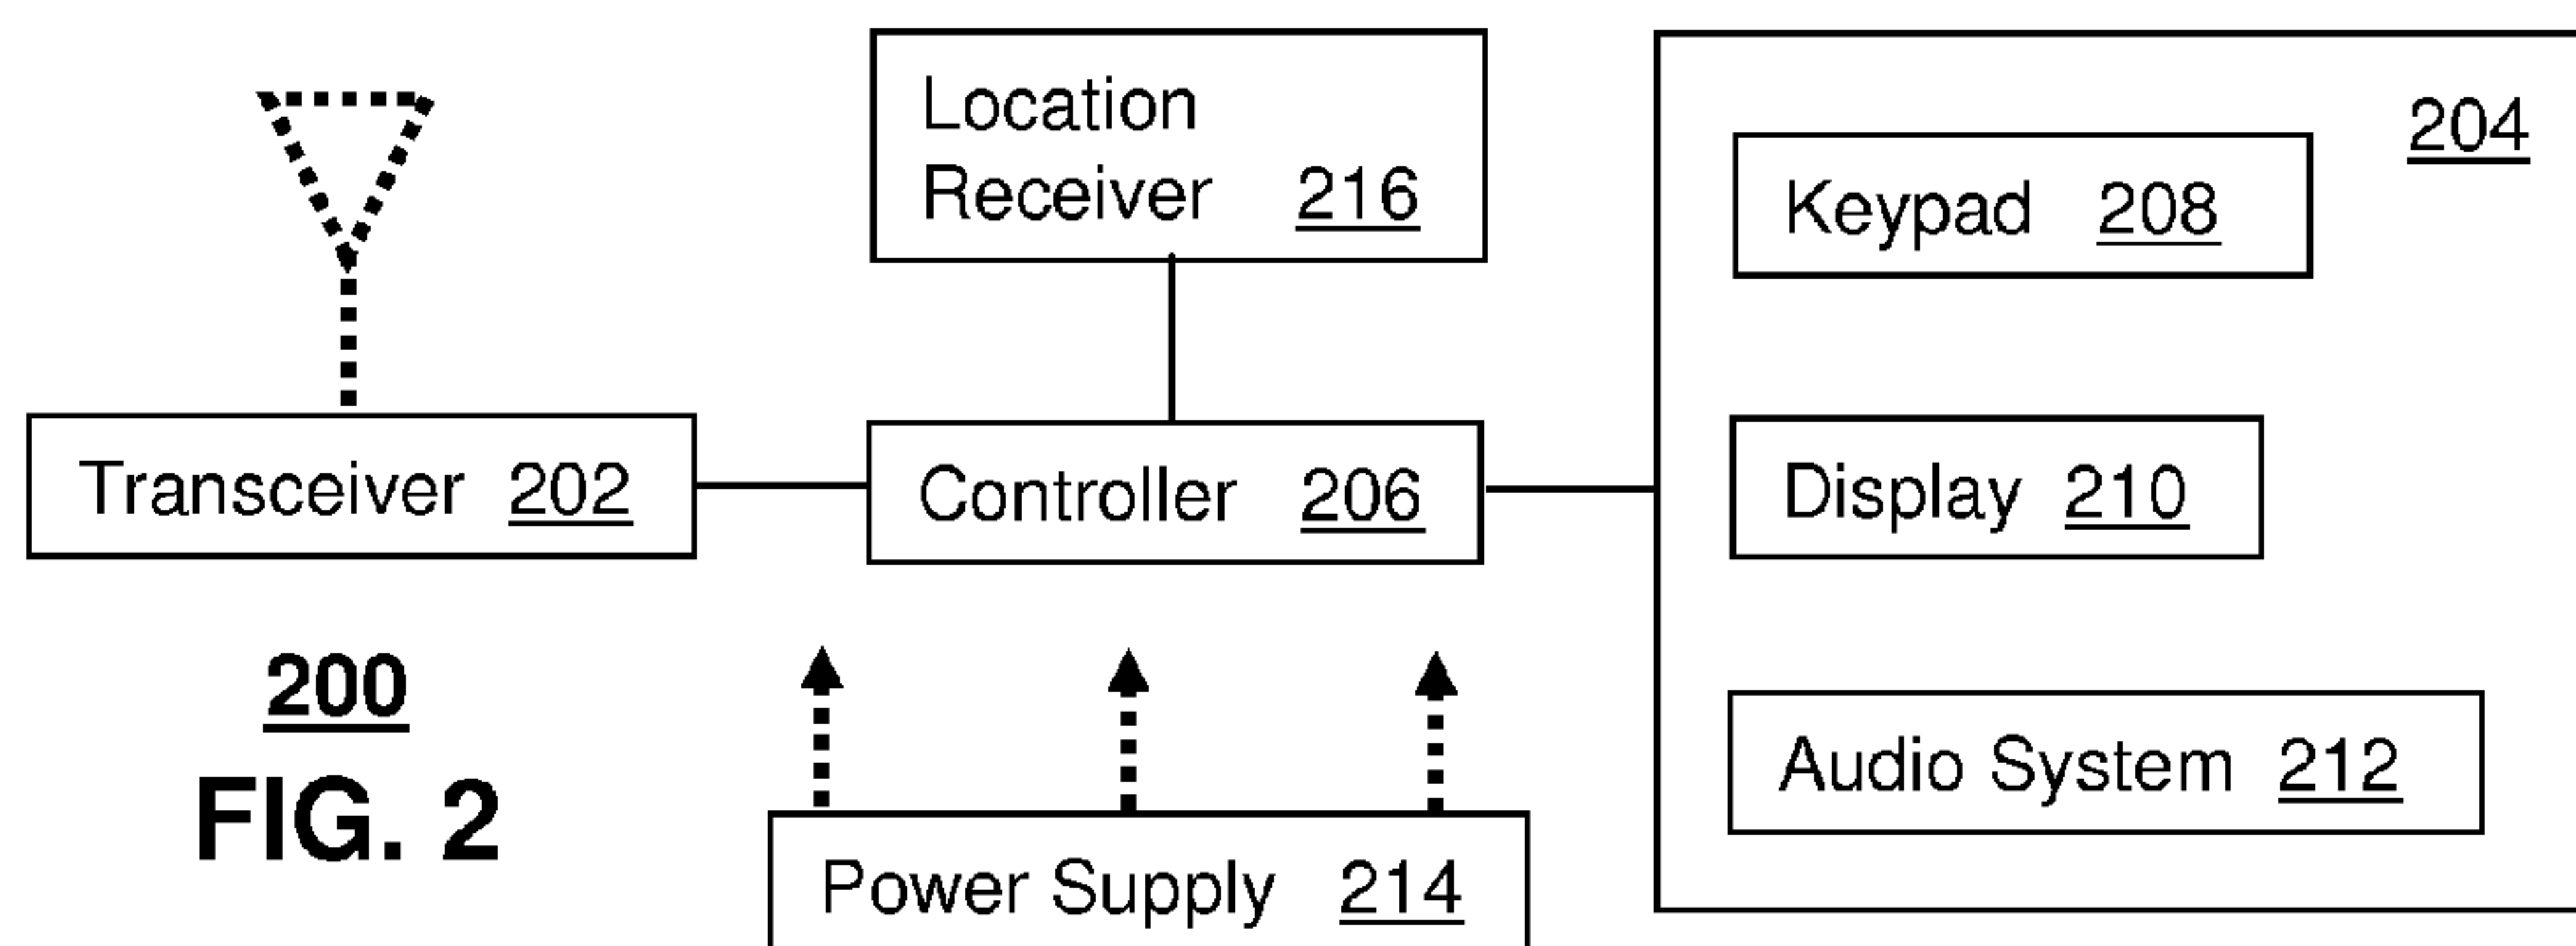 Location
Receiver 216
204
Keypad 208
Transceiver 202
Controller 206
Display 210
200
FIG. 2
Audio System 212
Power Supply 214